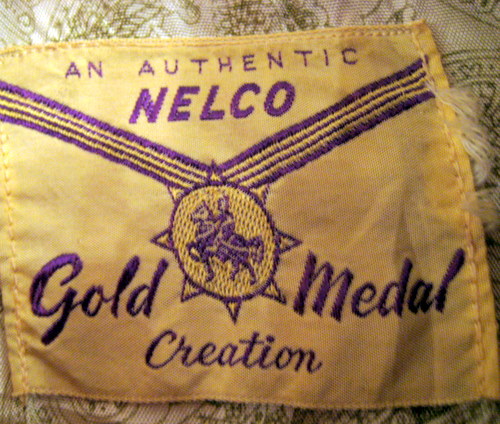 AN AUTHENTIC
NELCO
Gold Medal
Creation